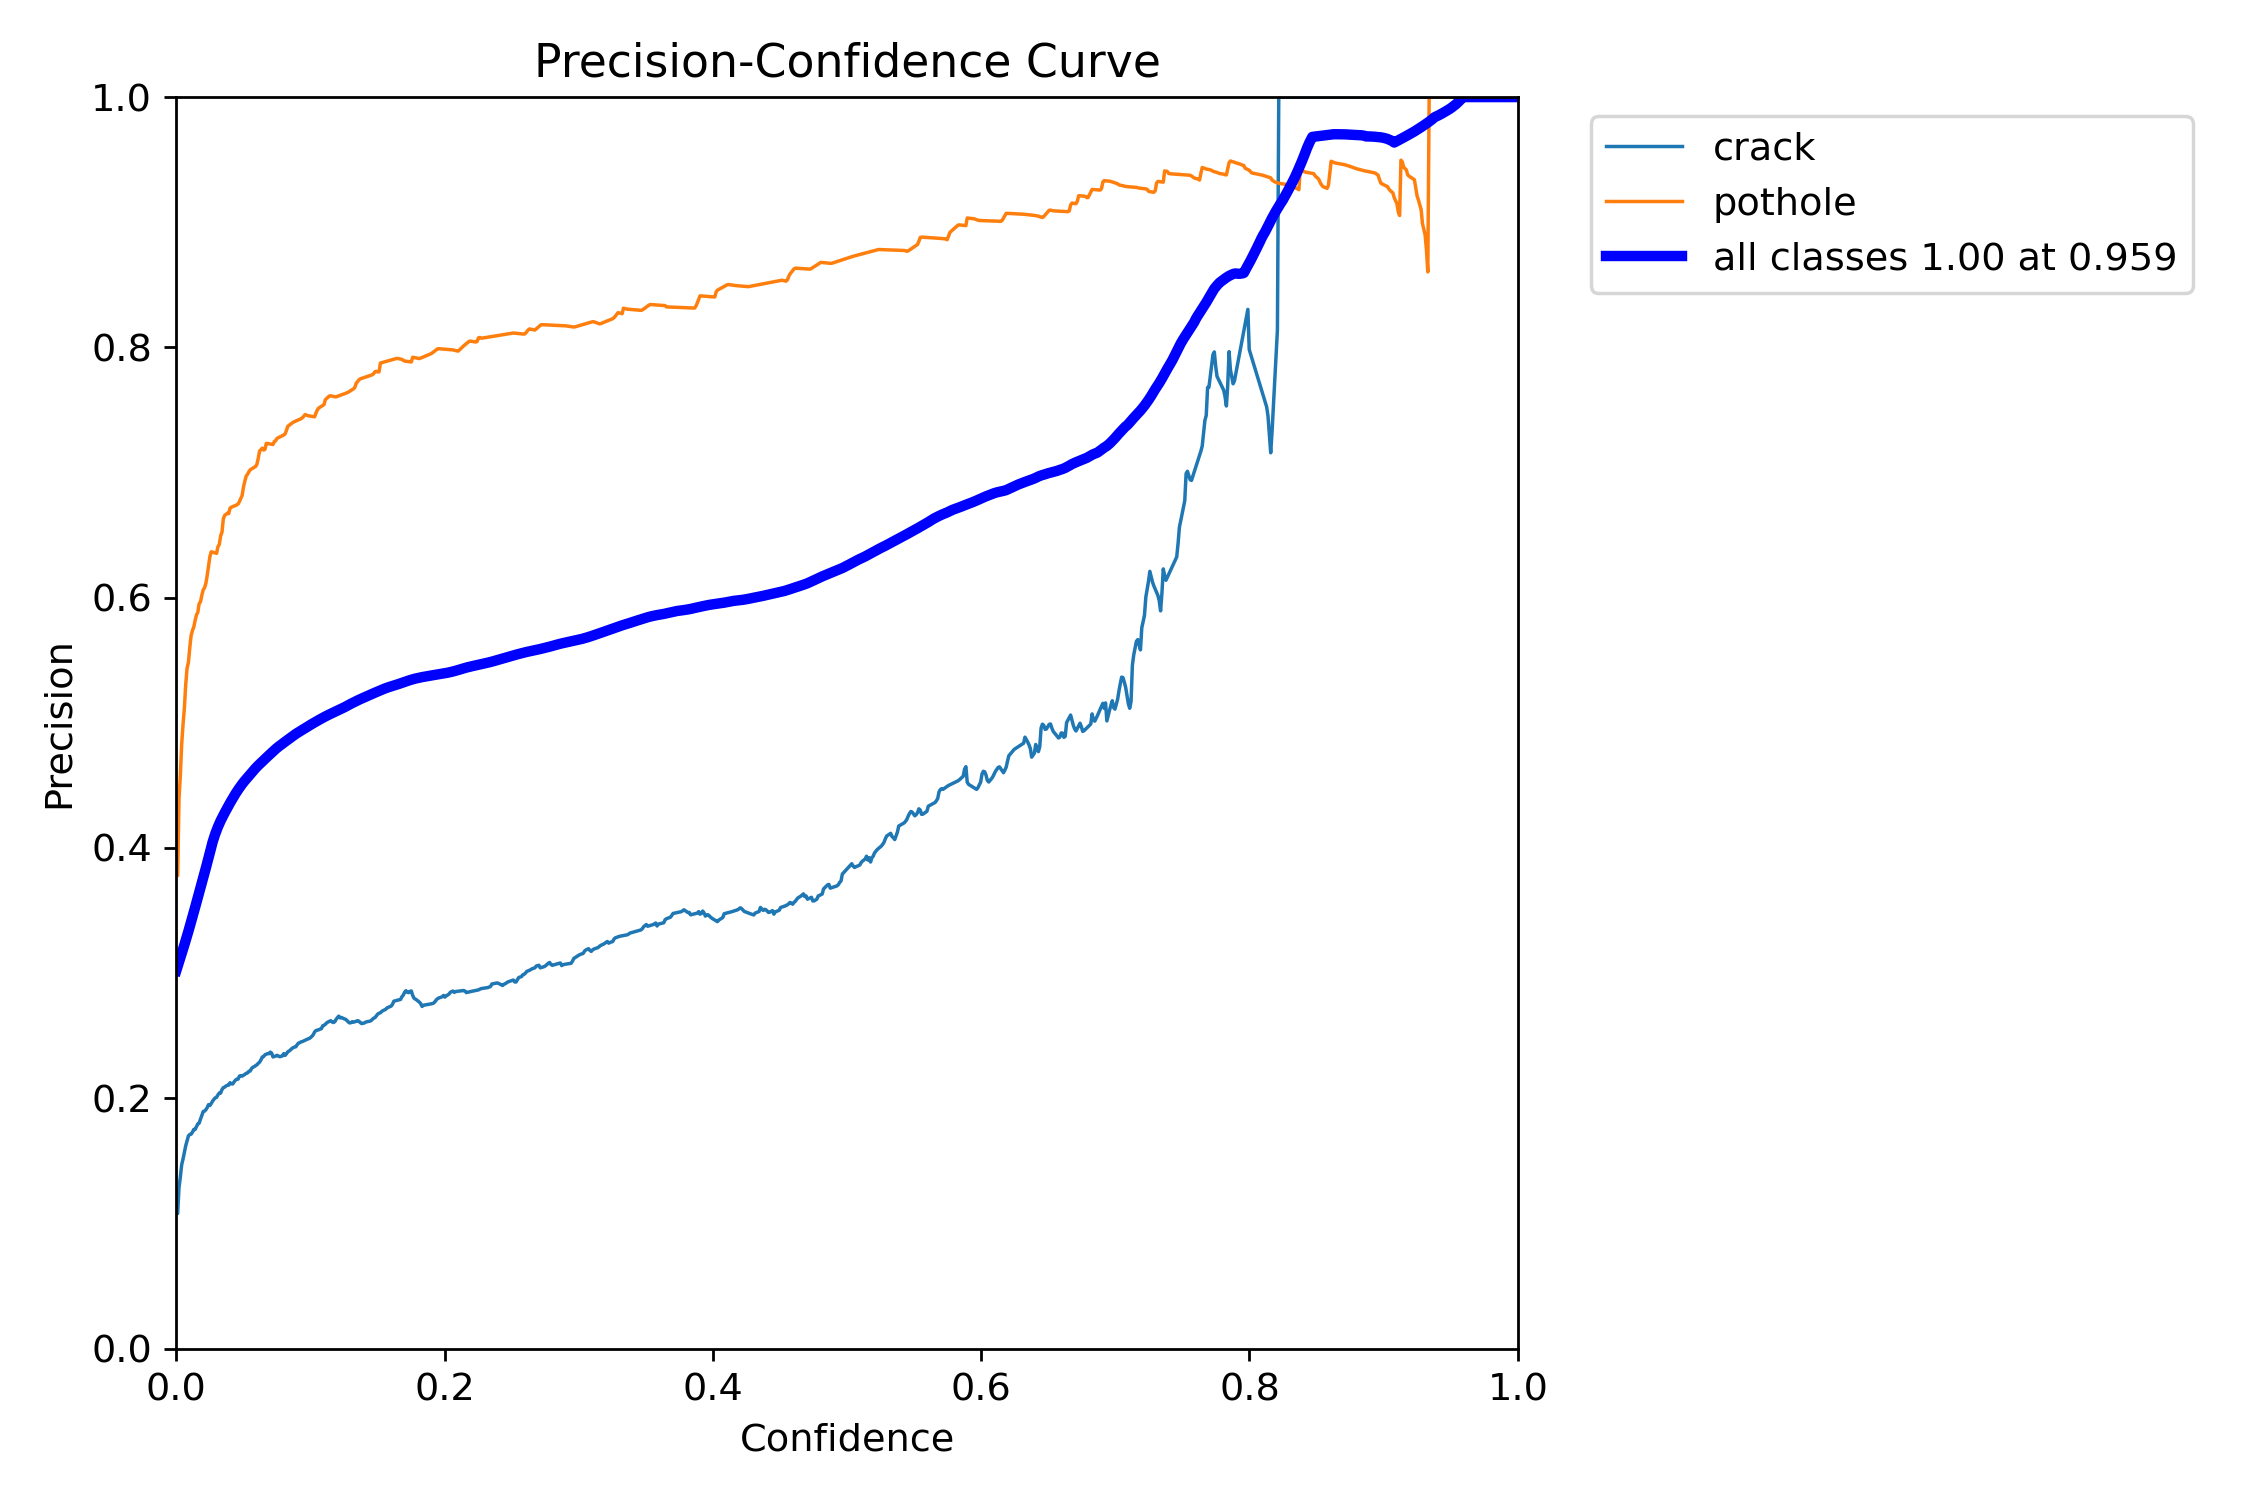 Precision-Confidence Curve
1.0
0.8
0.6
0.4
0.2
0.0
Precision
0.0 0.2 0.4 0.6 0.8 1.0
Confidence
crack
pothole
all classes 1.00 at 0.959